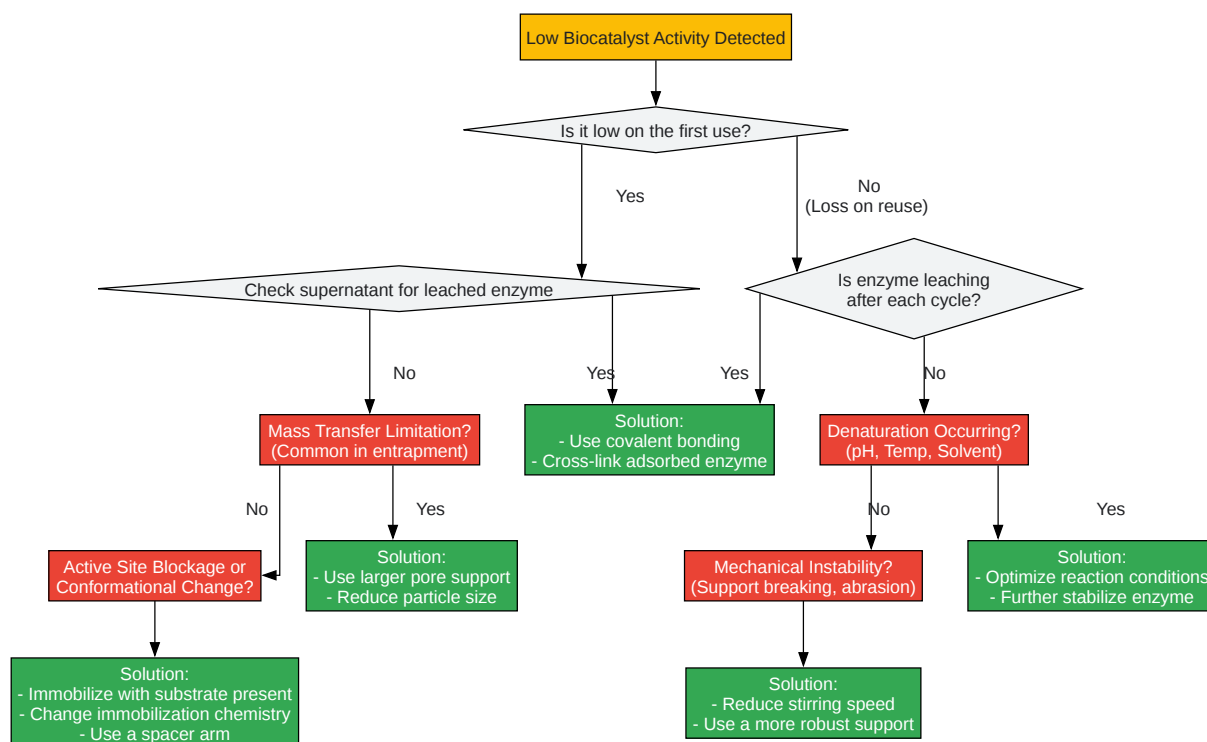 Low Biocatalyst Activity Detected
Is it low on the first use?
Yes
No
(Loss on reuse)
Check supernatant for leached enzyme
Is enzyme leaching
after each cycle?
No
Yes
Yes
No
Mass Transfer Limitation?
(Common in entrapment)
Solution:
- Use covalent bonding
- Cross-link adsorbed enzyme
Denaturation Occurring?
(pH, Temp, Solvent)
No
Yes
No
Yes
Active Site Blockage or
Conformational Change?
Solution:
- Use larger pore support
- Reduce particle size
Mechanical Instability?
(Support breaking, abrasion)
Solution:
- Optimize reaction conditions
- Further stabilize enzyme
Solution:
- Immobilize with substrate present
- Change immobilization chemistry
- Use a spacer arm
Solution:
- Reduce stirring speed
- Use a more robust support